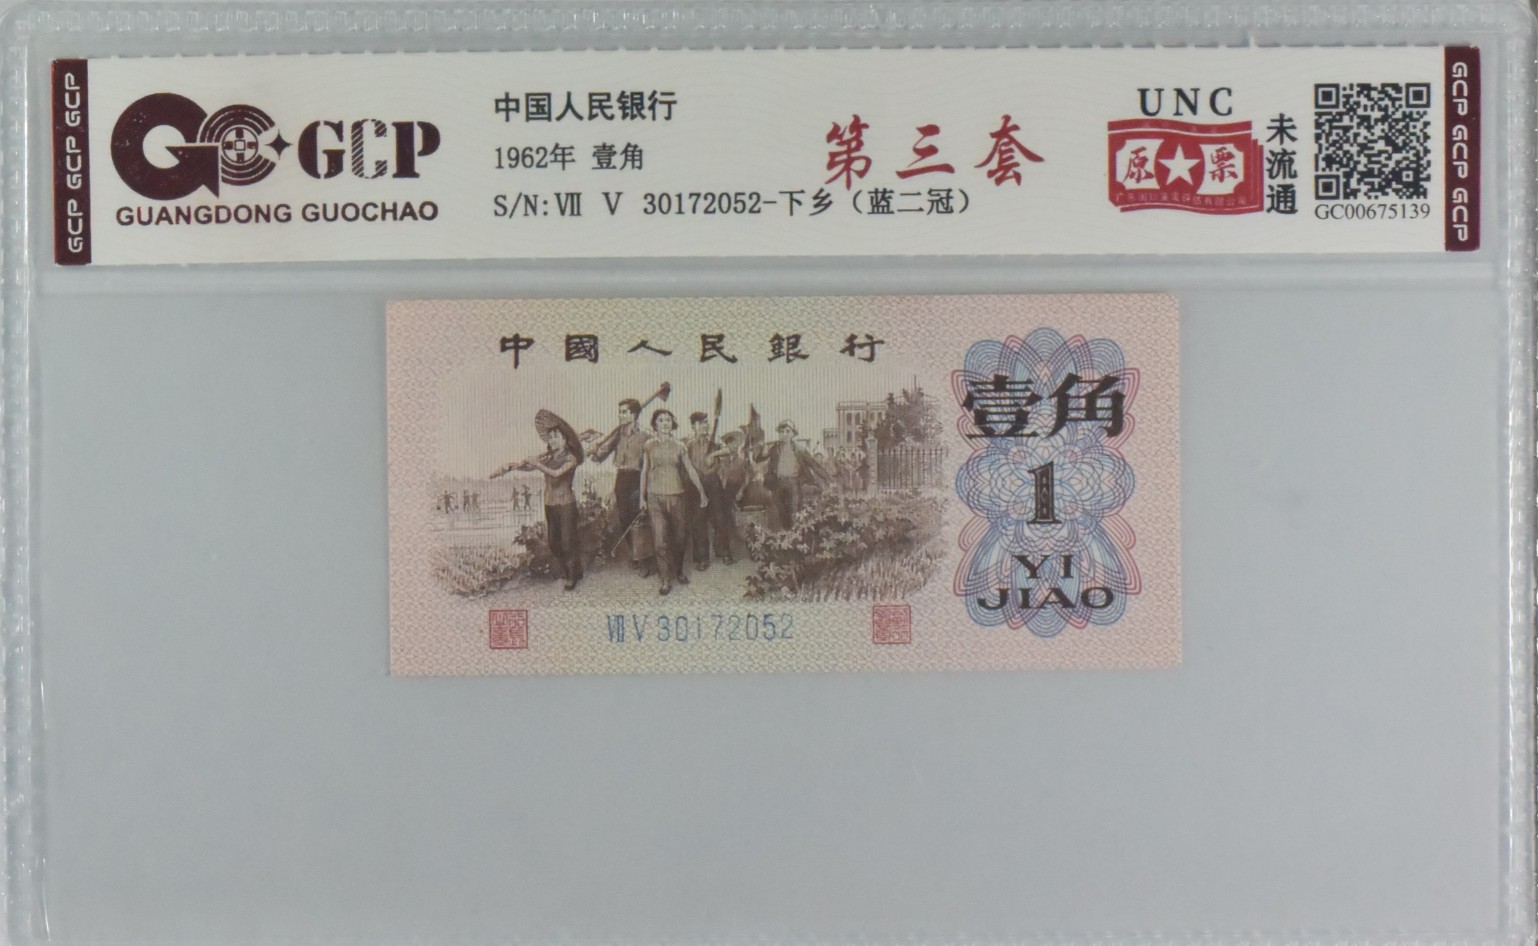 GCP GCP GCP
GCP
GUANGDONG GUOCHAO
中国人民银行
1962年 壹角
S/N:Ⅶ Ⅴ 30172052-下乡（蓝二冠）
第三套
UNC
原票
未流通
GC00675139
GCP GCP GCP
中國人民銀行
壹角
1
YI
JIAO
Ⅶ Ⅴ 30172052